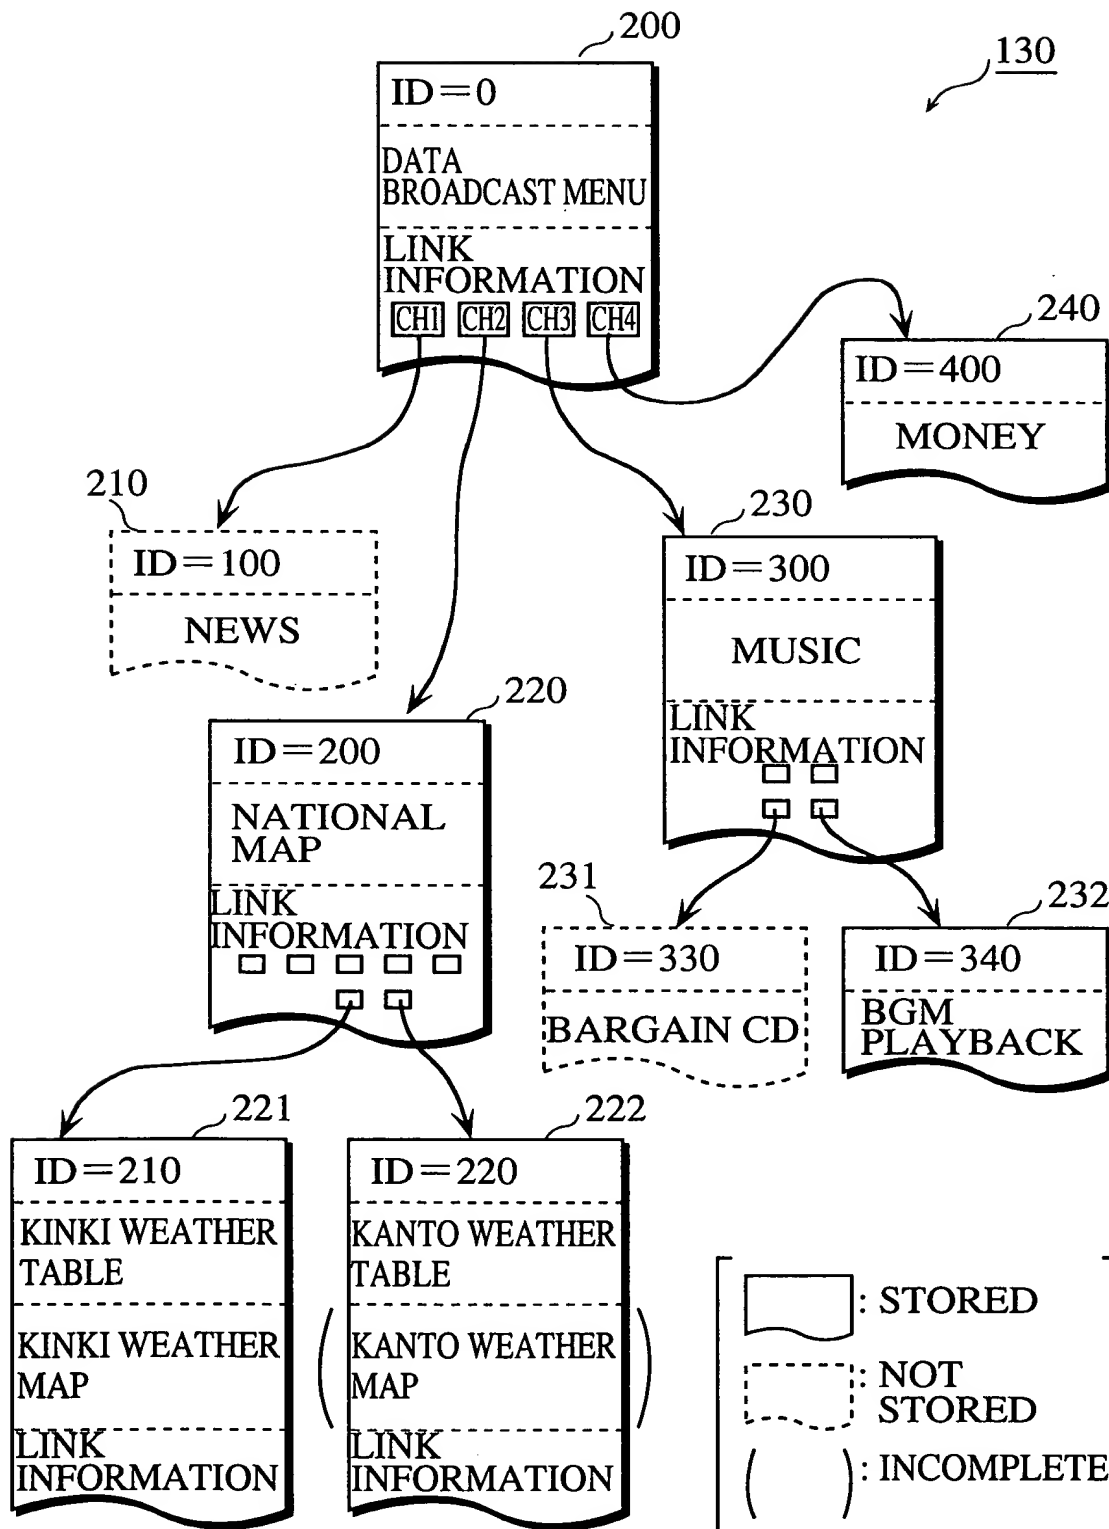 200
130
ID=0
DATA
BROADCAST MENU
LINK
INFORMATION
CH1 CH2 CH3 CH4
240
ID=400
MONEY
210
ID=100
NEWS
230
ID=300
MUSIC
LINK
INFORMATION
220
ID=200
NATIONAL
MAP
LINK
INFORMATION
231
ID=330
BARGAIN CD
232
ID=340
BGM
PLAYBACK
221
ID=210
KINKI WEATHER
TABLE
KINKI WEATHER
MAP
LINK
INFORMATION
222
ID=220
KANTO WEATHER
TABLE
(KANTO WEATHER
MAP)
LINK
INFORMATION
: STORED
: NOT
STORED
( ) : INCOMPLETE